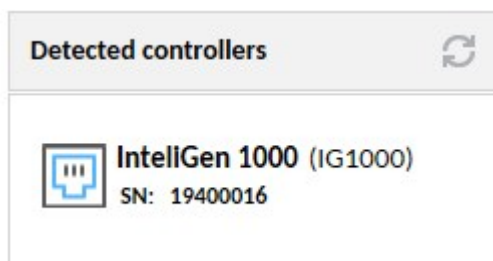 Detected controllers
InteliGen 1000 (IG1000)
SN: 19400016